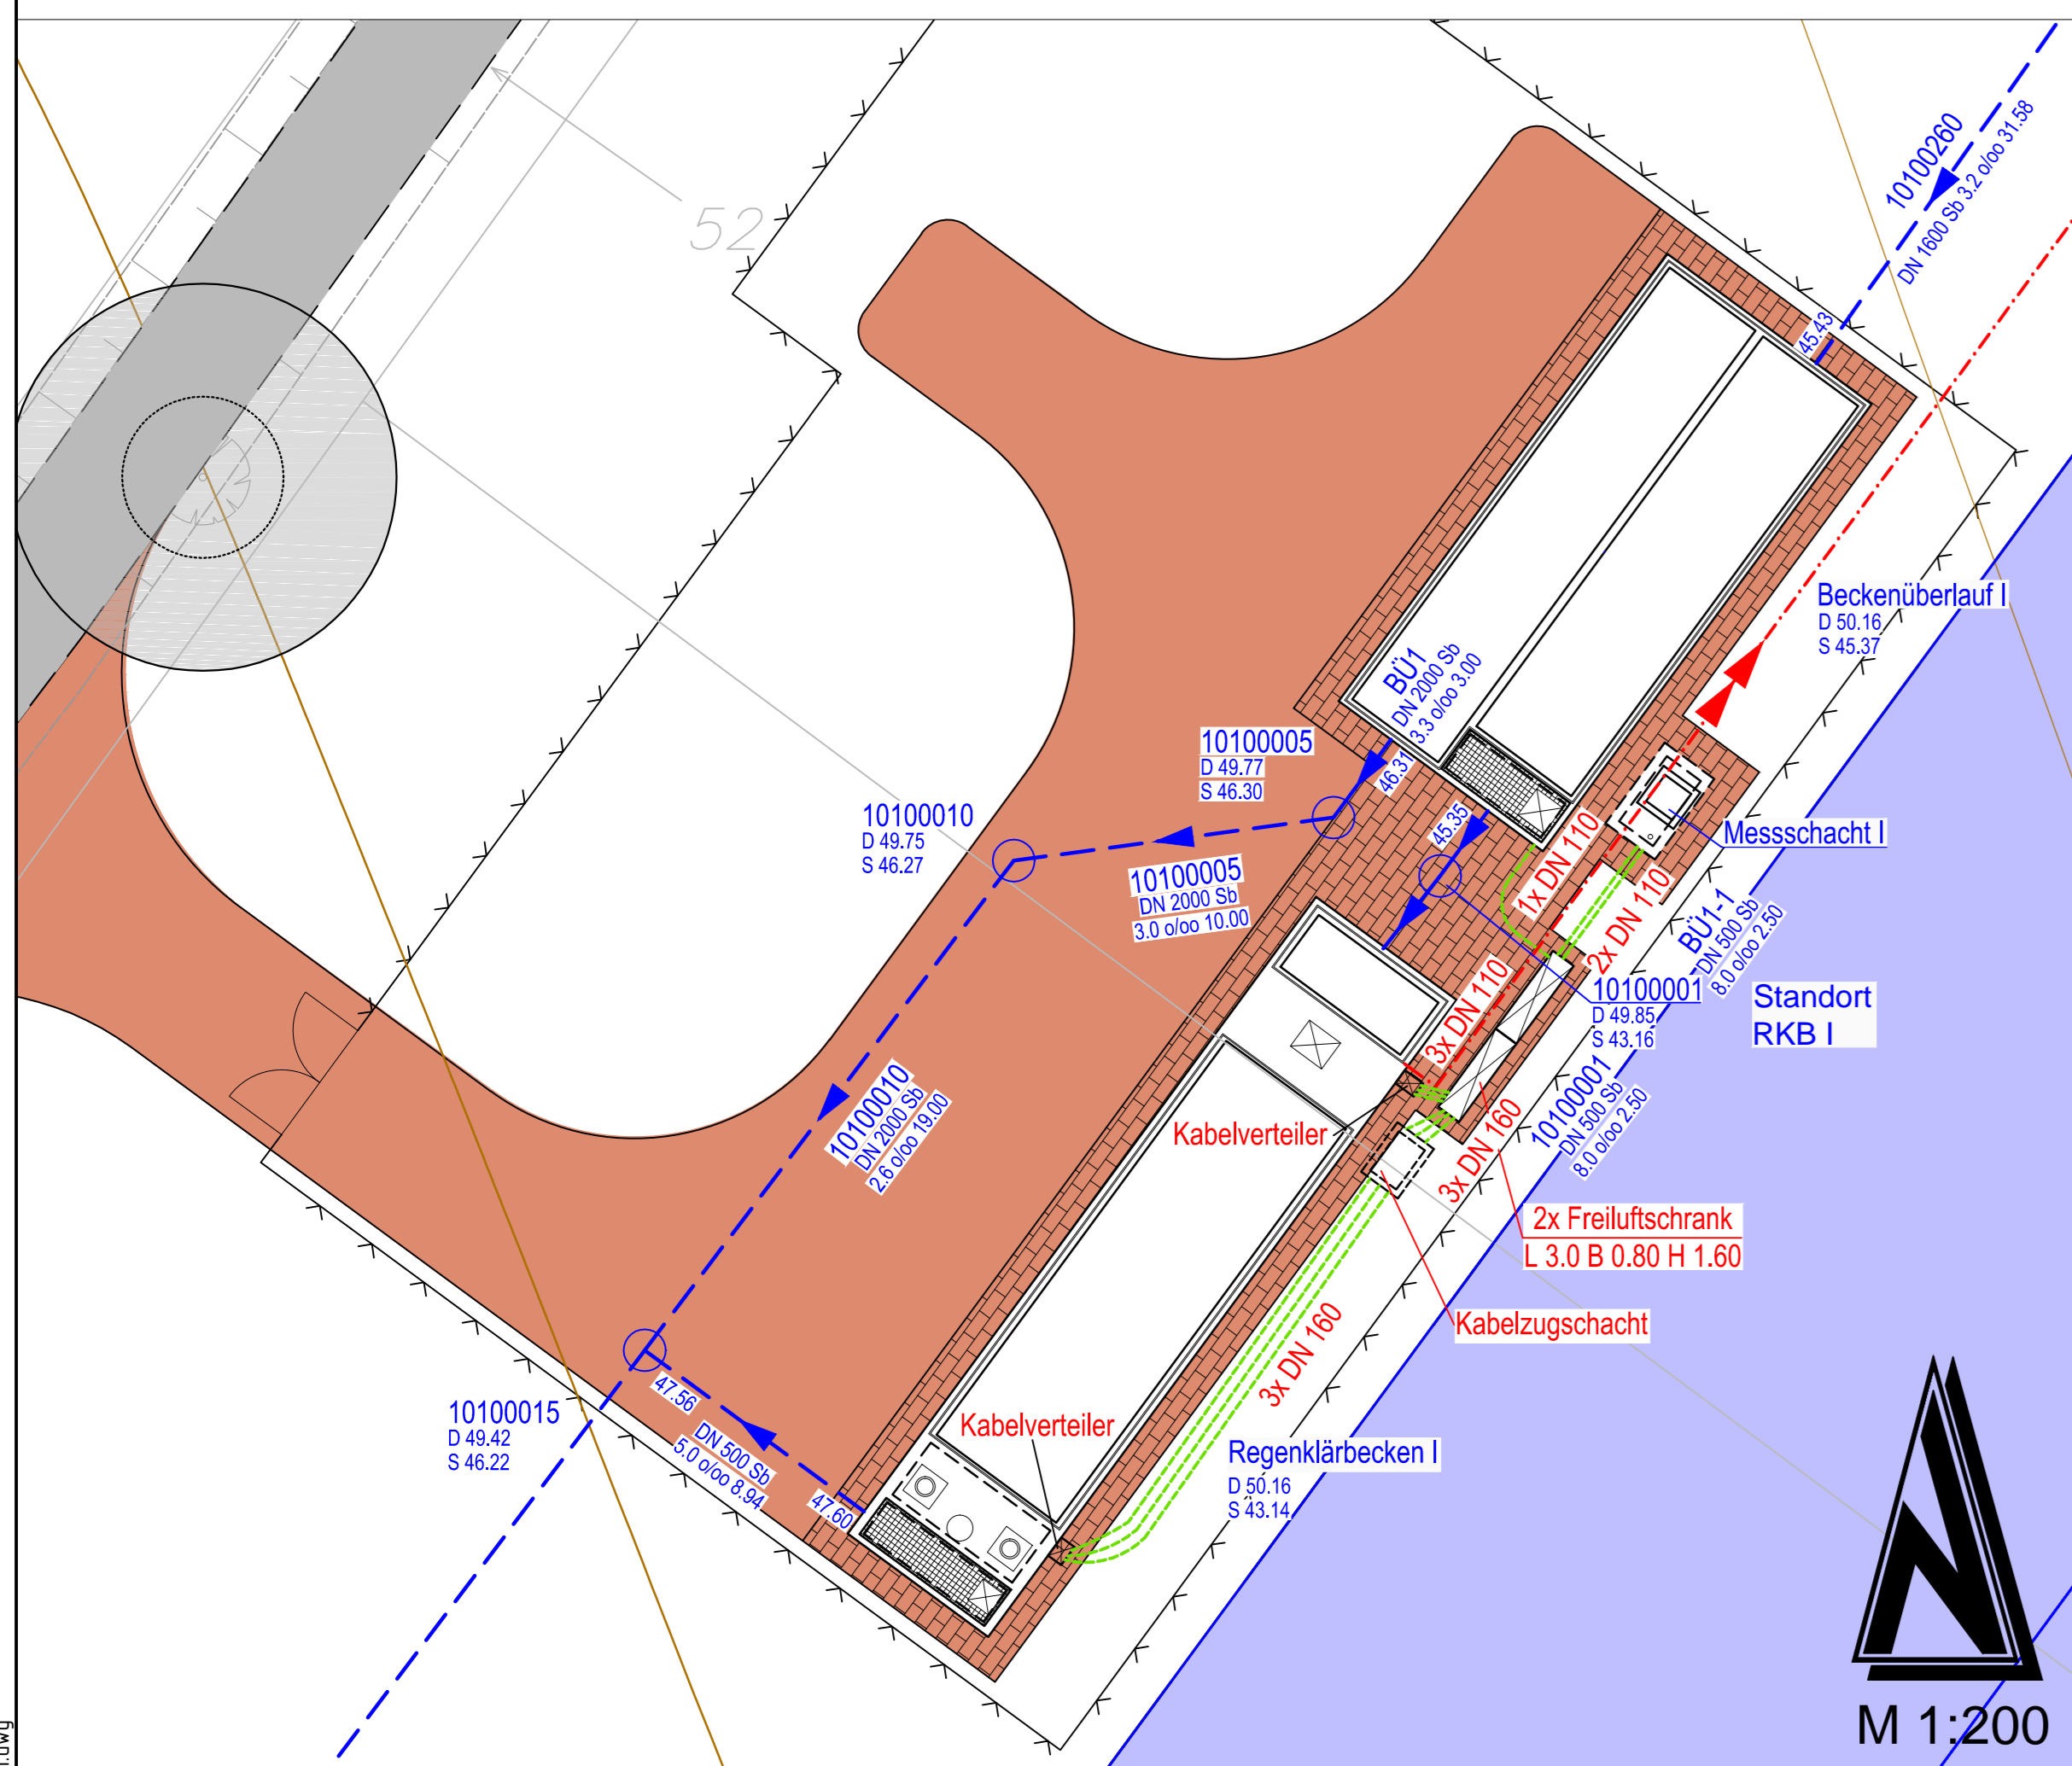 52
10100260
DN 1600 Sb 3.2 o/oo 31.58
45.43
Beckenüberlauf I
D 50.16
S 45.37
BÜ1
DN 2000 Sb
3.3 o/oo 3.00
46.31
10100005
D 49.77
S 46.30
10100010
D 49.75
S 46.27
10100005
DN 2000 Sb
3.0 o/oo 10.00
45.35
1x DN 110
Messschacht I
2x DN 110
BÜ1-1
DN 500 Sb
8.0 o/oo 2.50
10100001
D 49.85
S 43.16
Standort
RKB I
3x DN 110
10100010
DN 2000 Sb
2.6 o/oo 19.00
Kabelverteiler
3x DN 160
10100001
DN 500 Sb
8.0 o/oo 2.50
2x Freiluftschrank
L 3.0 B 0.80 H 1.60
Kabelzugschacht
3x DN 160
47.56
10100015
D 49.42
S 46.22
DN 500 Sb
5.0 o/oo 8.94
47.60
Kabelverteiler
Regenklärbecken I
D 50.16
S 43.14
N
M 1:200